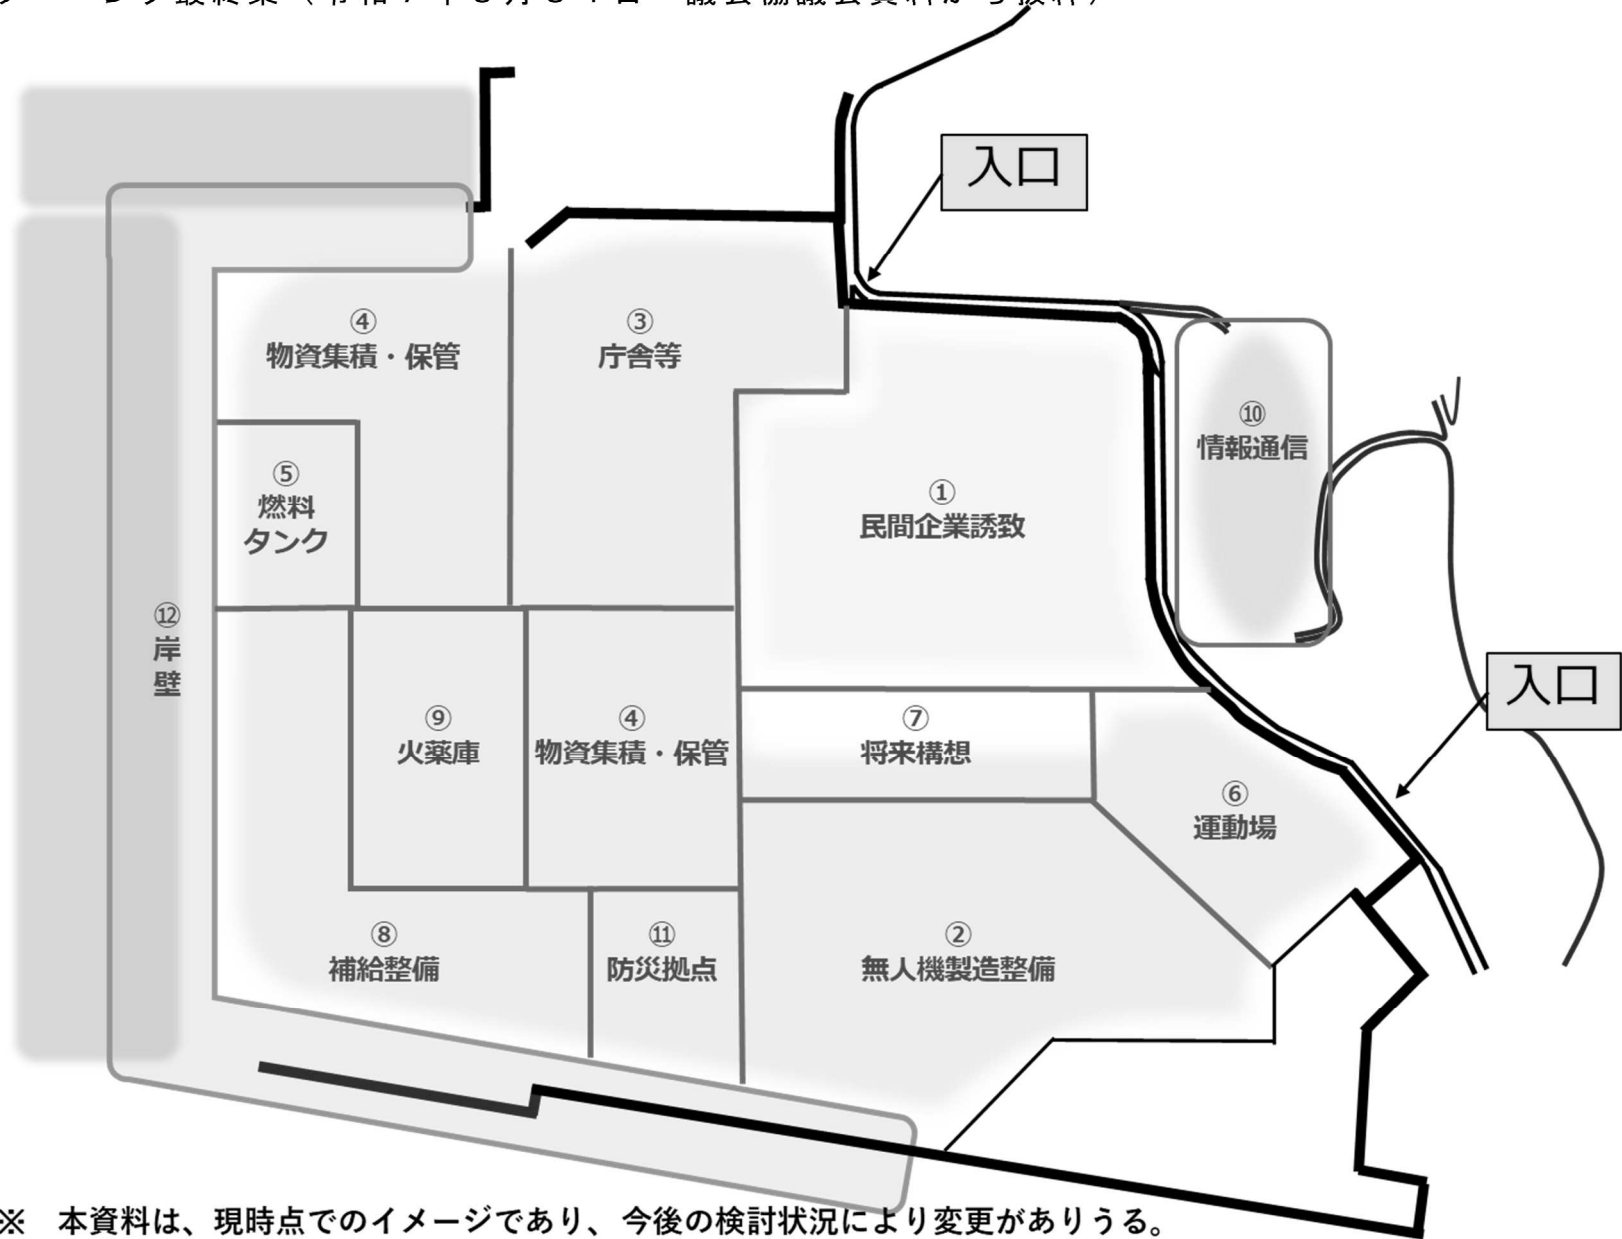 入口
④
物資集積・保管
③
庁舎等
⑩
情報通信
⑤
燃料
タンク
①
民間企業誘致
⑫
岸
壁
入口
⑨
火薬庫
④
物資集積・保管
⑦
将来構想
⑥
運動場
⑧
補給整備
⑪
防災拠点
②
無人機製造整備
※　本資料は、現時点でのイメージであり、今後の検討状況により変更がありうる。